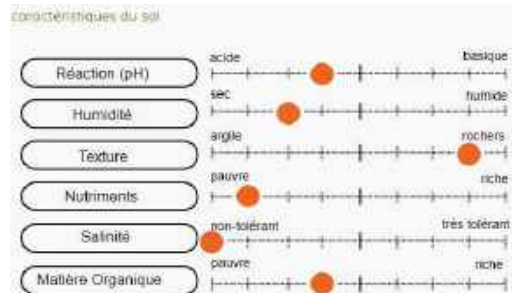 caractéristiques du sol
acide basique
Réaction (pH)
sec humide
Humidité
argile rochers
Texture
pauvre riche
Nutriments
non-tolérant très tolérant
Salinité
pauvre riche
Matière Organique